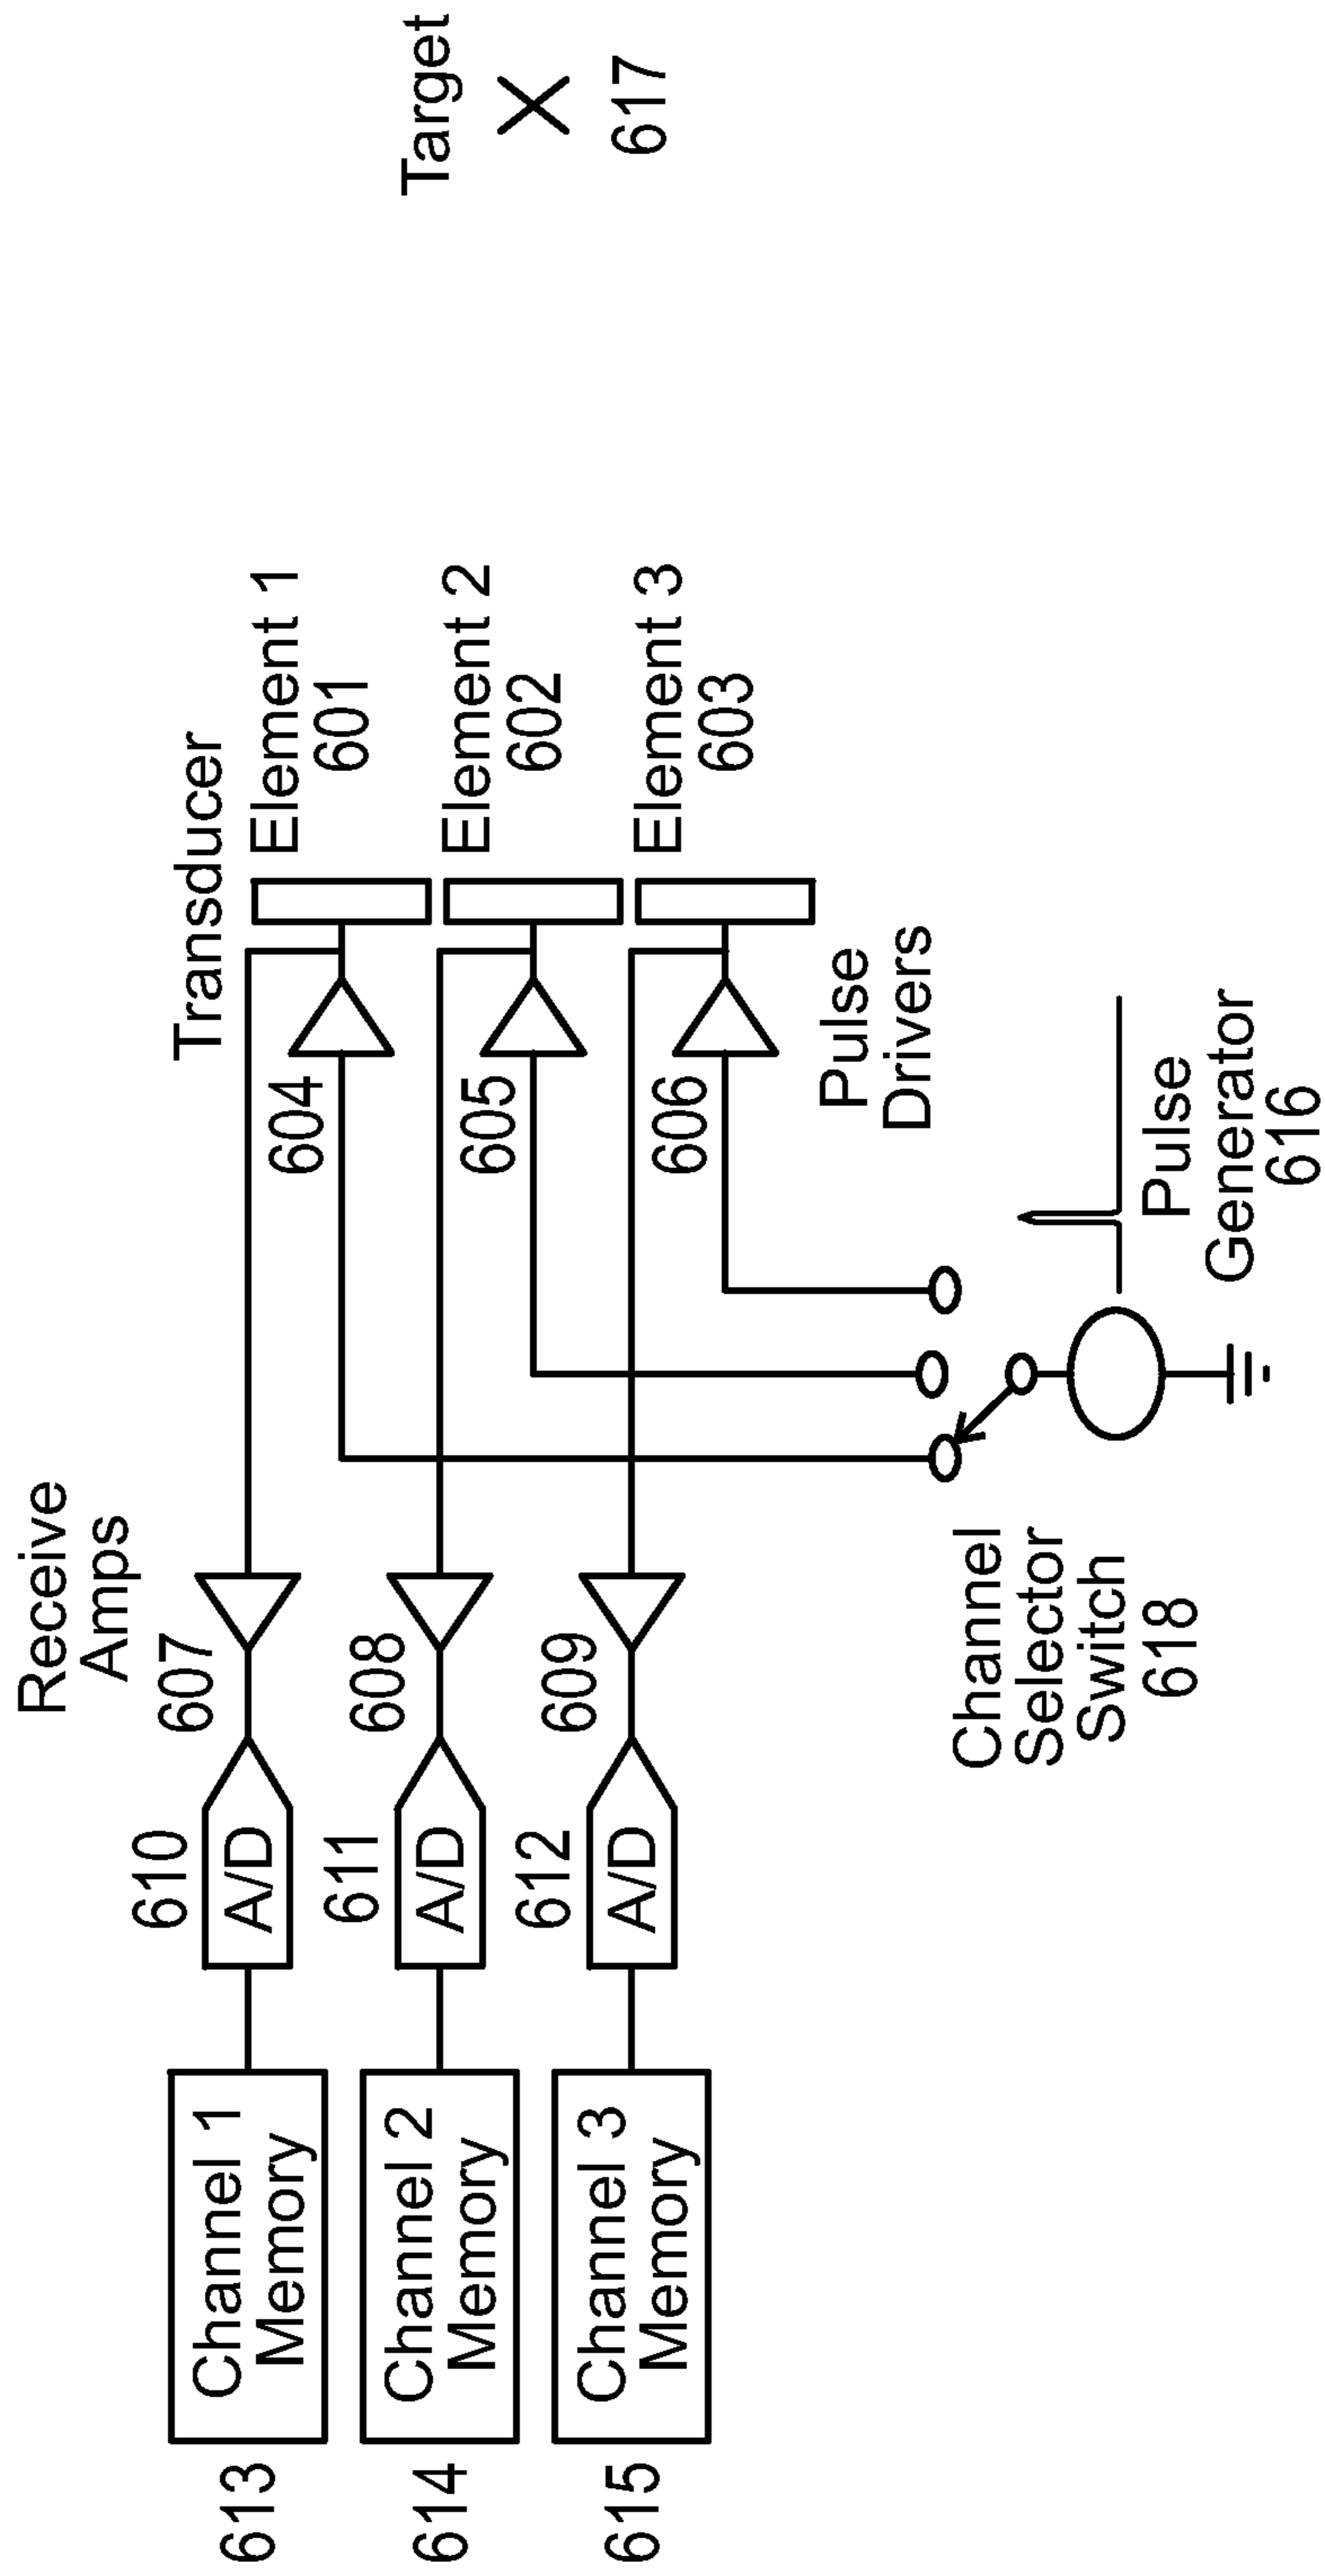 Receive
Amps
Transducer
Target
617
613
Channel 1
Memory
610
A/D
607
604
Element 1
601
614
Channel 2
Memory
611
A/D
608
605
Element 2
602
615
Channel 3
Memory
612
A/D
609
606
Element 3
603
Pulse
Drivers
Channel
Selector
Switch
618
Pulse
Generator
616